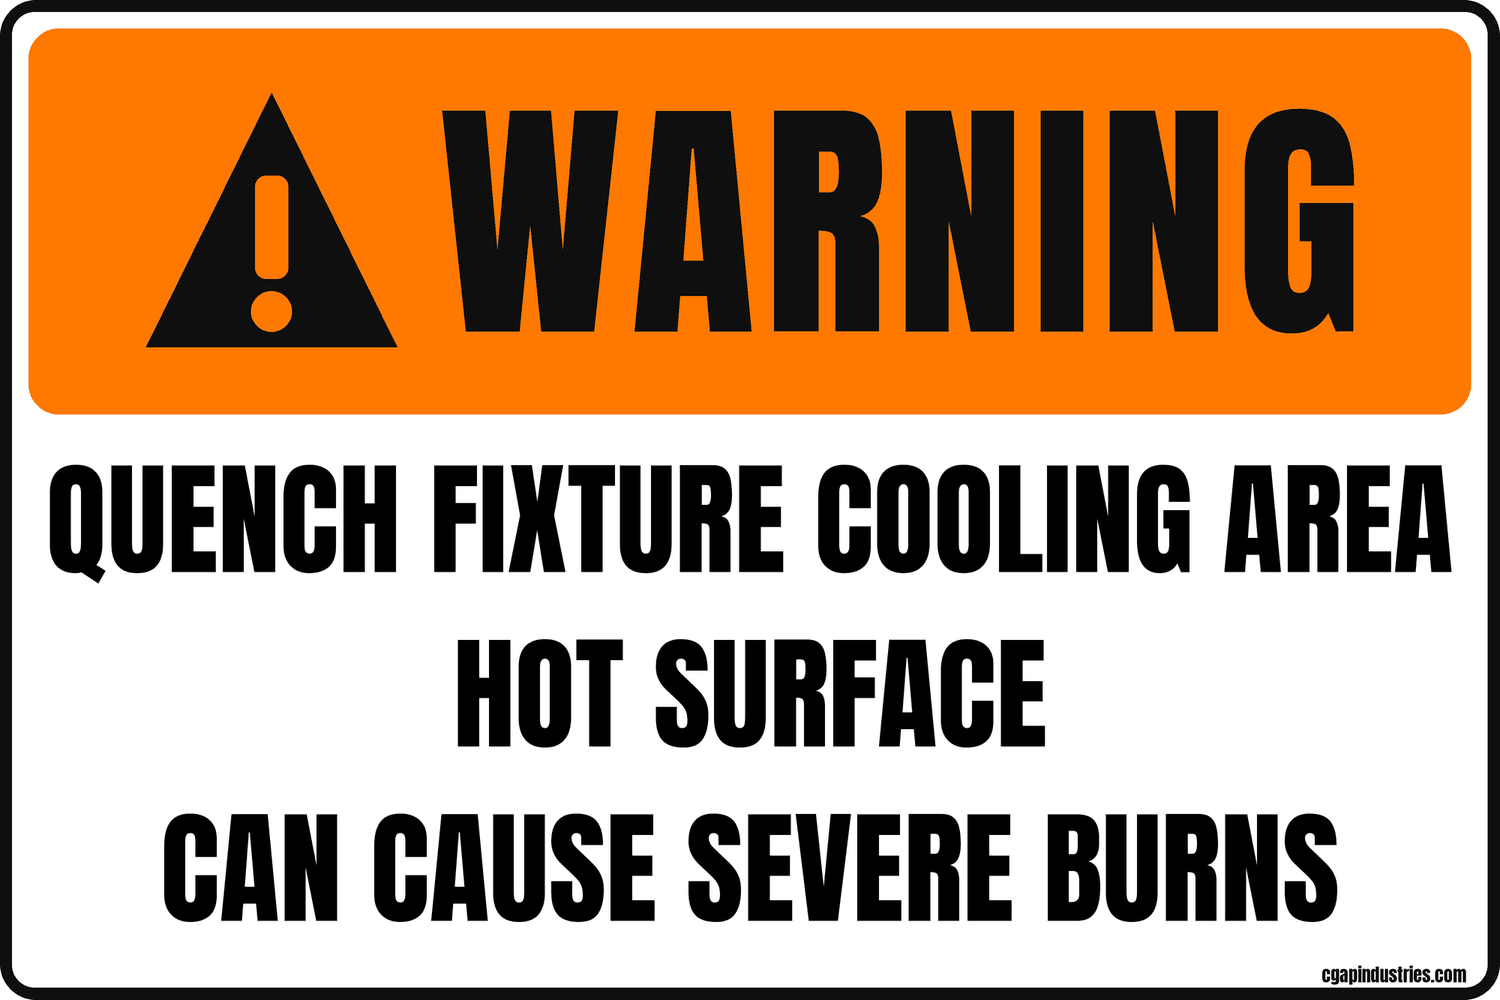 WARNING
QUENCH FIXTURE COOLING AREA
HOT SURFACE
CAN CAUSE SEVERE BURNS
cgapindustries.com